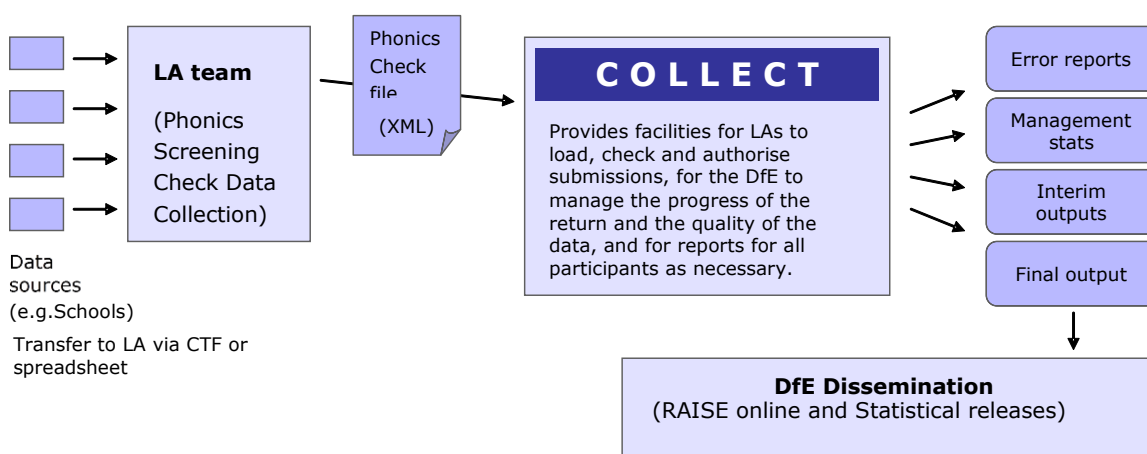 LA team
(Phonics
Screening
Check Data
Collection)
Data
sources
(e.g.Schools)
Transfer to LA via CTF or
spreadsheet
Phonics
Check
file
(XML)
C O L L E C T
Provides facilities for LAs to
load, check and authorise
submissions, for the DfE to
manage the progress of the
return and the quality of the
data, and for reports for all
participants as necessary.
Error reports
Management
stats
Interim
outputs
Final output
DfE Dissemination
(RAISE online and Statistical releases)